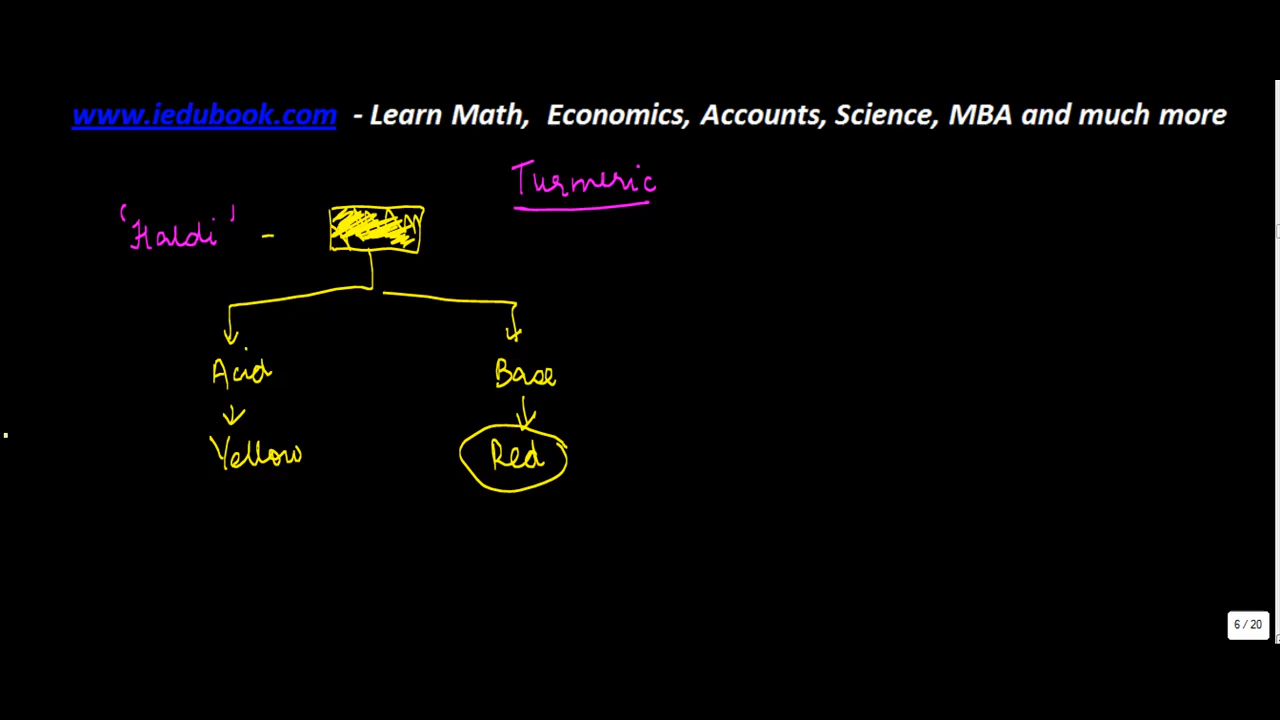 www.iedubook.com - Learn Math, Economics, Accounts, Science, MBA and much more
Turmeric
'Haldi' -
Acid Base
Yellow Red
6 / 20